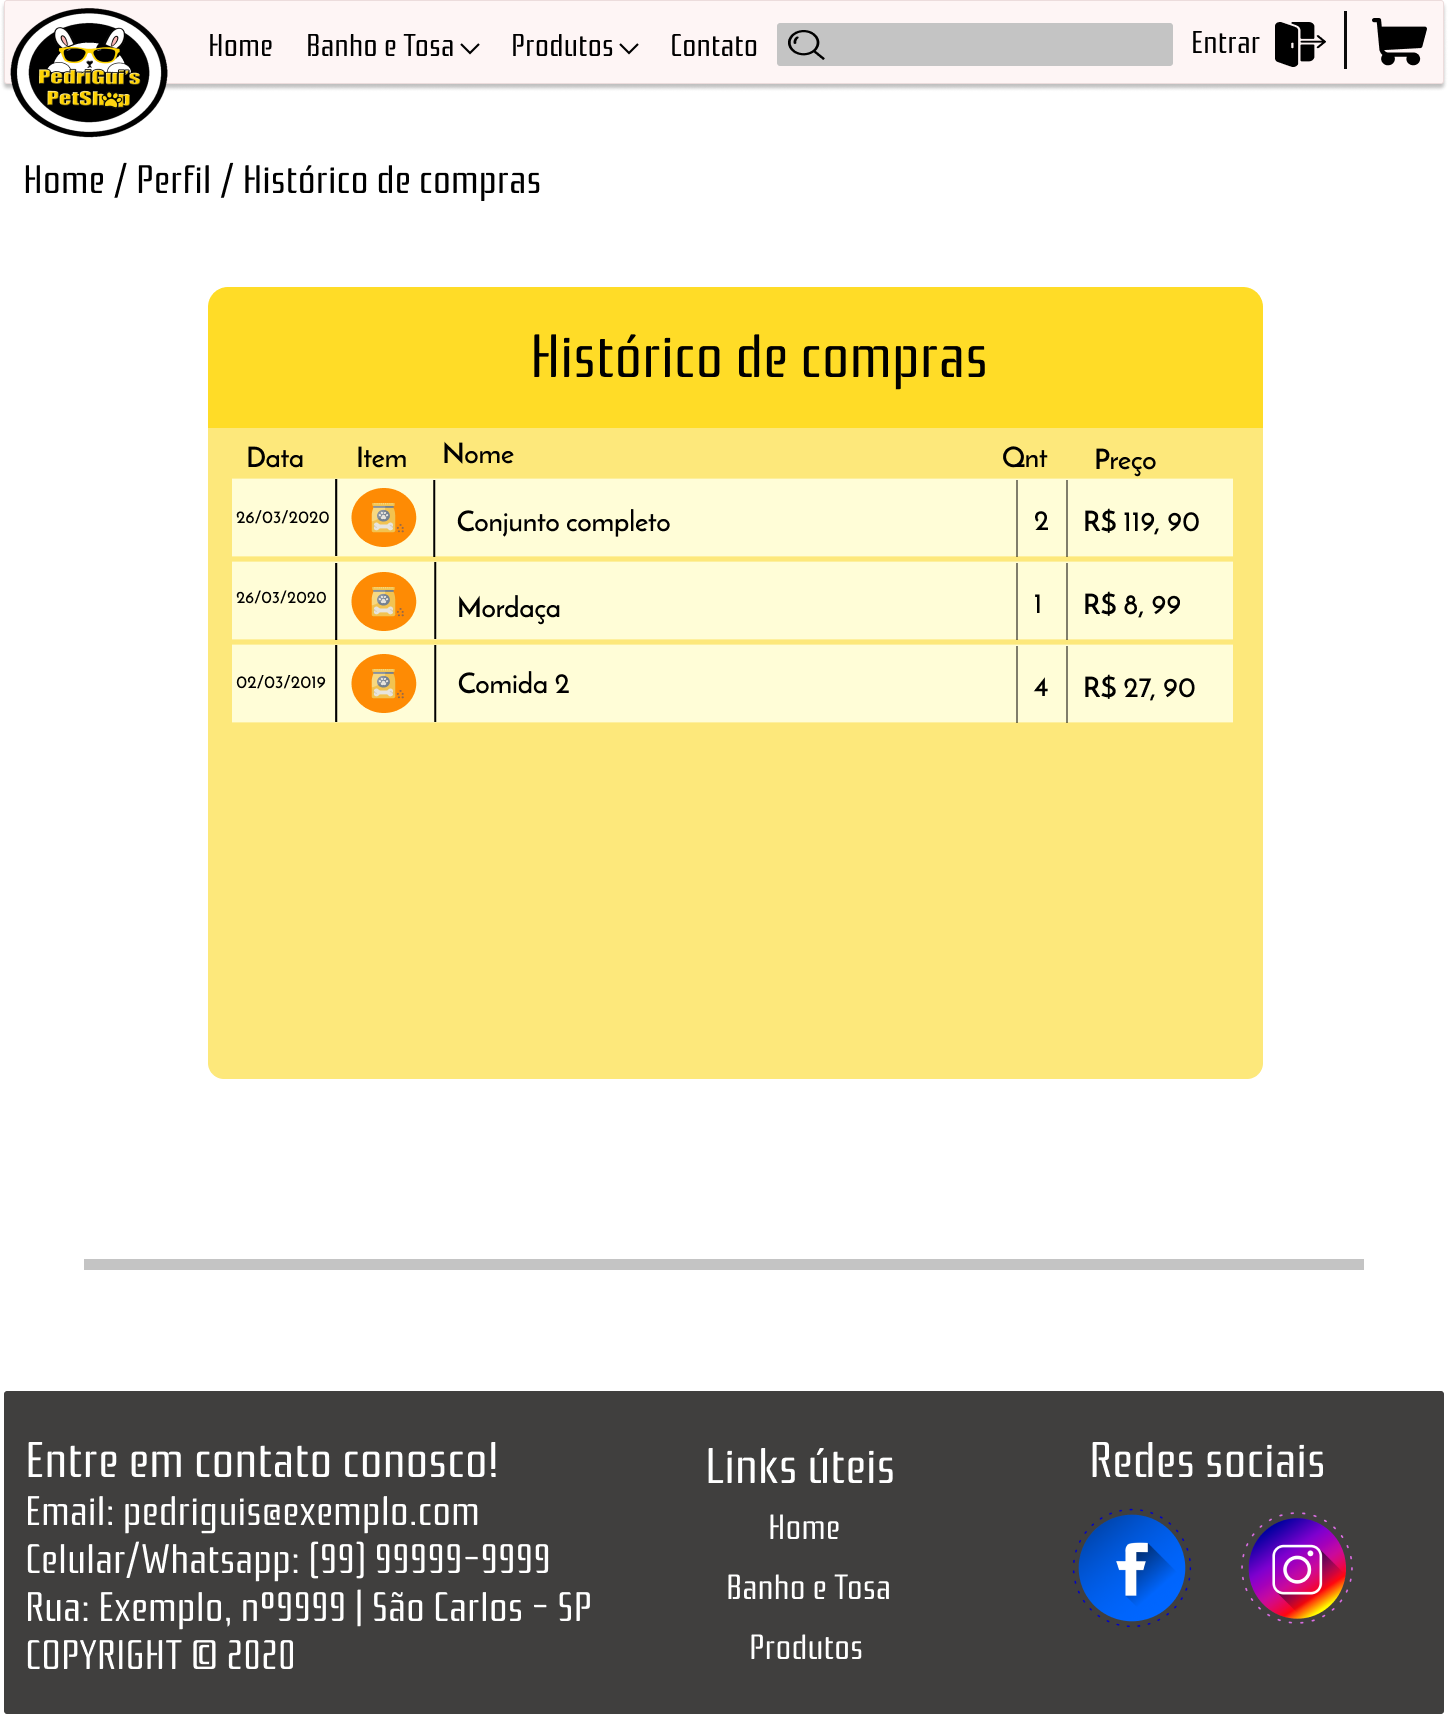 PedriGui's
PetShop
Home Banho e Tosa Produtos Contato Entrar
Home / Perfil / Histórico de compras
Histórico de compras
Data Item Nome Qnt Preço
26/03/2020 Conjunto completo 2 R$ 119, 90
26/03/2020 Mordaça 1 R$ 8, 99
02/03/2019 Comida 2 4 R$ 27, 90
Entre em contato conosco!
Email: pedriguis@exemplo.com
Celular/Whatsapp: (99) 99999-9999
Rua: Exemplo, nº9999 | São Carlos - SP
COPYRIGHT © 2020
Links úteis
Home
Banho e Tosa
Produtos
Redes sociais